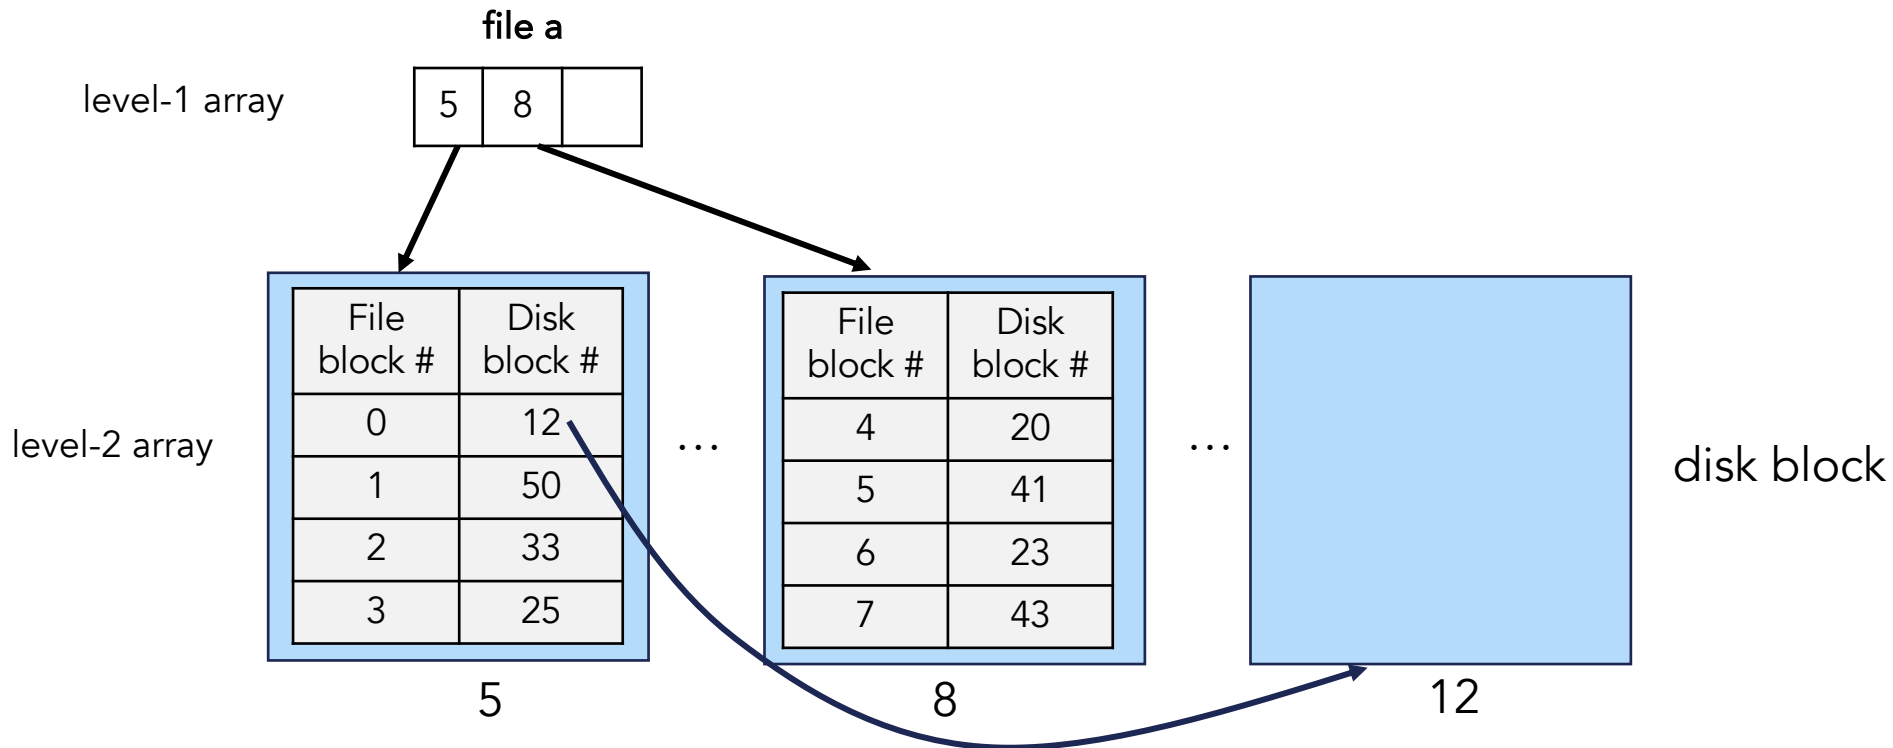 file a
level-1 array
5 8
level-2 array
File block # Disk block #
0 12
1 50
2 33
3 25
5
...
File block # Disk block #
4 20
5 41
6 23
7 43
8
...
12
disk block